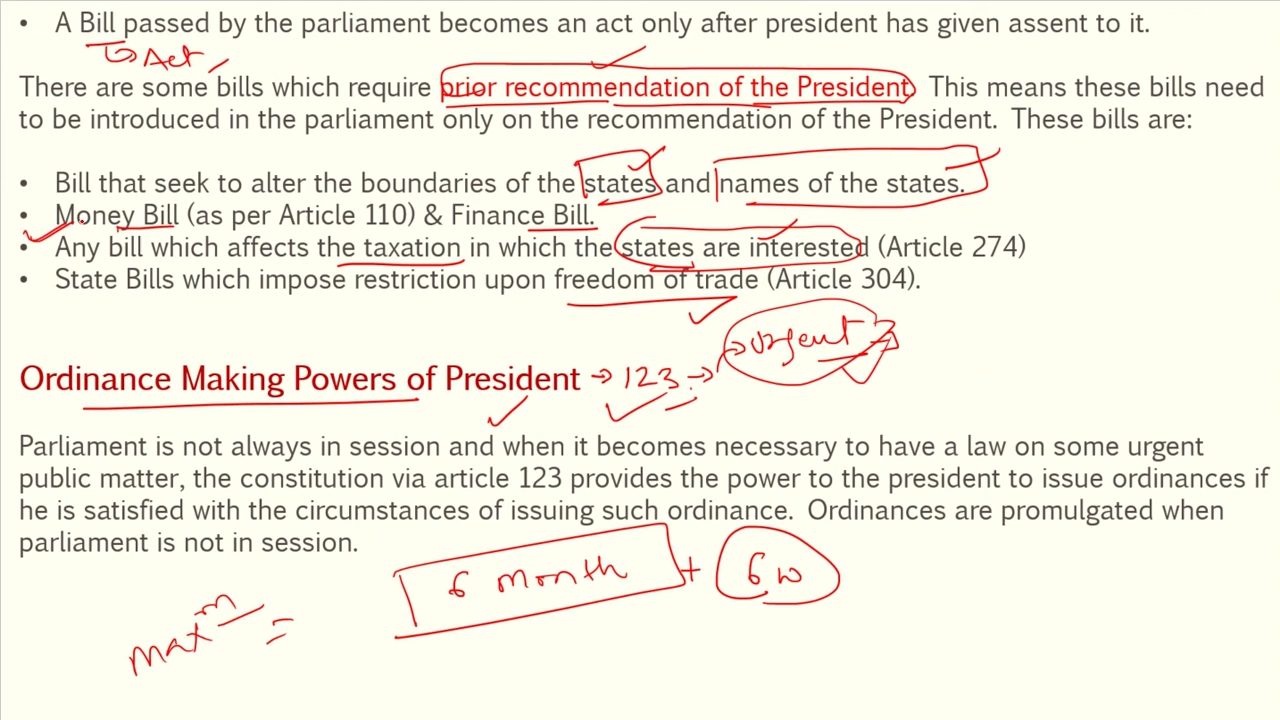 • A Bill passed by the parliament becomes an act only after president has given assent to it.
→ Act
There are some bills which require prior recommendation of the President. This means these bills need
to be introduced in the parliament only on the recommendation of the President. These bills are:
• Bill that seek to alter the boundaries of the states and names of the states.
• Money Bill (as per Article 110) & Finance Bill.
• Any bill which affects the taxation in which the states are interested (Article 274)
• State Bills which impose restriction upon freedom of trade (Article 304).
→ Urgent
Ordinance Making Powers of President → 123 →
Parliament is not always in session and when it becomes necessary to have a law on some urgent
public matter, the constitution via article 123 provides the power to the president to issue ordinances if
he is satisfied with the circumstances of issuing such ordinance. Ordinances are promulgated when
parliament is not in session.
6 month + 6 w
maxm =